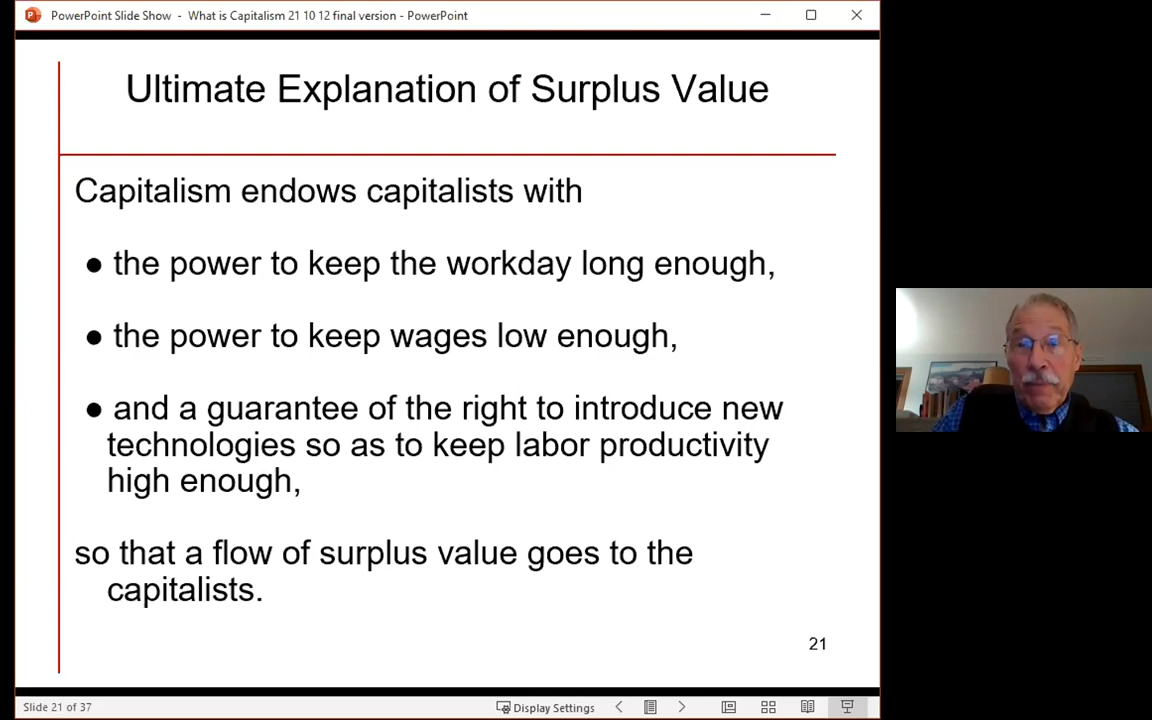 PowerPoint Slide Show - What is Capitalism 21 10 12 final version - PowerPoint
Ultimate Explanation of Surplus Value
Capitalism endows capitalists with
● the power to keep the workday long enough,
● the power to keep wages low enough,
● and a guarantee of the right to introduce new
technologies so as to keep labor productivity
high enough,
so that a flow of surplus value goes to the
capitalists.
21
Slide 21 of 37
Display Settings